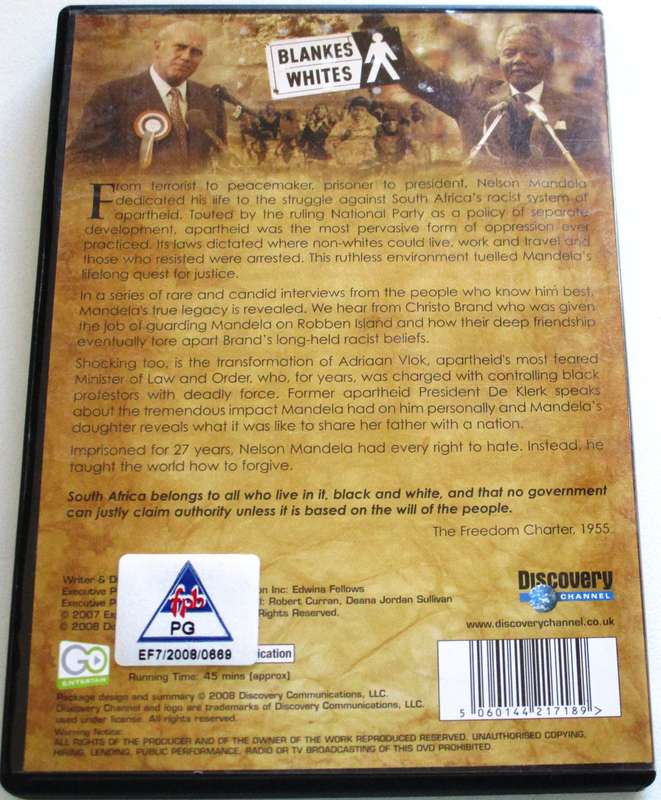 BLANKES
WHITES
From terrorist to peacemaker, prisoner to president, Nelson Mandela
dedicated his life to the struggle against South Africa's racist system of
apartheid. Touted by the ruling National Party as a policy of separate
development, apartheid was the most pervasive form of oppression ever
practiced. Its laws dictated where non-whites could live, work and travel and
those who resisted were arrested. This ruthless environment fuelled Mandela's
lifelong quest for justice.
In a series of rare and candid interviews from the people who know him best,
Mandela's true legacy is revealed. We hear from Christo Brand who was given
the job of guarding Mandela on Robben Island and how their deep friendship
eventually tore apart Brand's long-held racist beliefs.
Shocking too, is the transformation of Adriaan Vlok, apartheid's most feared
Minister of Law and Order, who, for years, was charged with controlling black
protestors with deadly force. Former apartheid President De Klerk speaks
about the tremendous impact Mandela had on him personally and Mandela's
daughter reveals what it was like to share her father with a nation.
Imprisoned for 27 years, Nelson Mandela had every right to hate. Instead, he
taught the world how to forgive.
South Africa belongs to all who live in it, black and white, and that no government
can justly claim authority unless it is based on the will of the people.
The Freedom Charter, 1955
Writer & D
Executive P on Inc: Edwina Fellows
Executive P : Robert Curran, Deana Jordan Sullivan
© 2007 Ex Rights Reserved.
© 2008 Di
fpb
PG
EF7/2008/0669
Discovery
CHANNEL
www.discoverychannel.co.uk
GO
ENTERTAIN
ication
Running Time: 45 mins [approx]
Package design and summary © 2008 Discovery Communications, LLC.
Discovery Channel and logo are trademarks of Discovery Communications, LLC,
used under license. All rights reserved.
Warning Notice:
ALL RIGHTS OF THE PRODUCER AND OF THE OWNER OF THE WORK REPRODUCED RESERVED. UNAUTHORISED COPYING,
HIRING, LENDING, PUBLIC PERFORMANCE, RADIO OR TV BROADCASTING OF THIS DVD PROHIBITED.
5 060144 217189 >